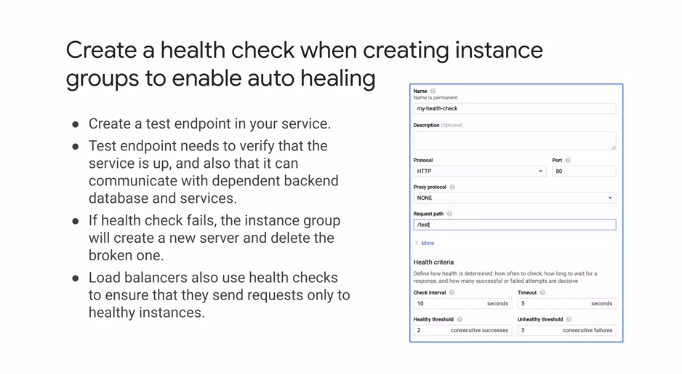 Create a health check when creating instance
groups to enable auto healing
● Create a test endpoint in your service.
● Test endpoint needs to verify that the
service is up, and also that it can
communicate with dependent backend
database and services.
● If health check fails, the instance group
will create a new server and delete the
broken one.
● Load balancers also use health checks
to ensure that they send requests only to
healthy instances.
Name
Name is permanent
my-health-check
Description (Optional)
Protocol Port
HTTP 80
Proxy protocol
NONE
Request path
/test
More
Health criteria
Define how health is determined: how often to check, how long to wait for a
response, and how many successful or failed attempts are decisive
Check interval Timeout
10 seconds 5 seconds
Healthy threshold Unhealthy threshold
2 consecutive successes 3 consecutive failures